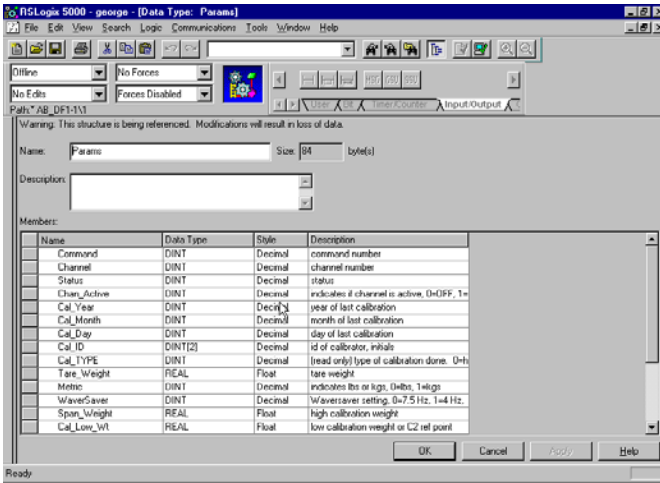 RSLogix 5000 - george - [Data Type: Params]
File Edit View Search Logic Communications Tools Window Help
Offline No Forces
No Edits Forces Disabled
MSG GSV SSV
Path: AB_DF1-1\1
User Bit Timer/Counter Input/Output
Warning: This structure is being referenced. Modifications will result in loss of data.
Name: Params Size: 84 byte(s)
Description:
Members:
Name Data Type Style Description
Command DINT Decimal command number
Channel DINT Decimal channel number
Status DINT Decimal status
Chan_Active DINT Decimal indicates if channel is active, 0=OFF, 1=
Cal_Year DINT Decimal year of last calibration
Cal_Month DINT Decimal month of last calibration
Cal_Day DINT Decimal day of last calibration
Cal_ID DINT[2] Decimal id of calibrator, initials
Cal_TYPE DINT Decimal (read only) type of calibration done. 0=h
Tare_Weight REAL Float tare weight
Metric DINT Decimal indicates lbs or kgs, 0=lbs, 1=kgs
WaverSaver DINT Decimal Waversaver setting, 0=7.5 Hz, 1=4 Hz,
Span_Weight REAL Float high calibration weight
Cal_Low_Wt REAL Float low calibration weight or C2 ref point
OK Cancel Apply Help
Ready